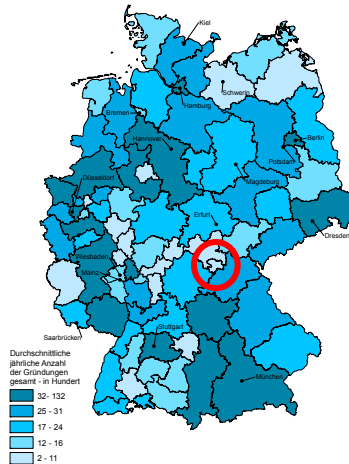 Kiel
Schwerin
Hamburg
Bremen
Hannover
Berlin
Potsdam
Magdeburg
Düsseldorf
Erfurt
Dresden
Wiesbaden
Mainz
Saarbrücken
Stuttgart
München
Durchschnittliche
jährliche Anzahl
der Gründungen
gesamt - in Hundert
32- 132
25 - 31
17 - 24
12 - 16
2 - 11